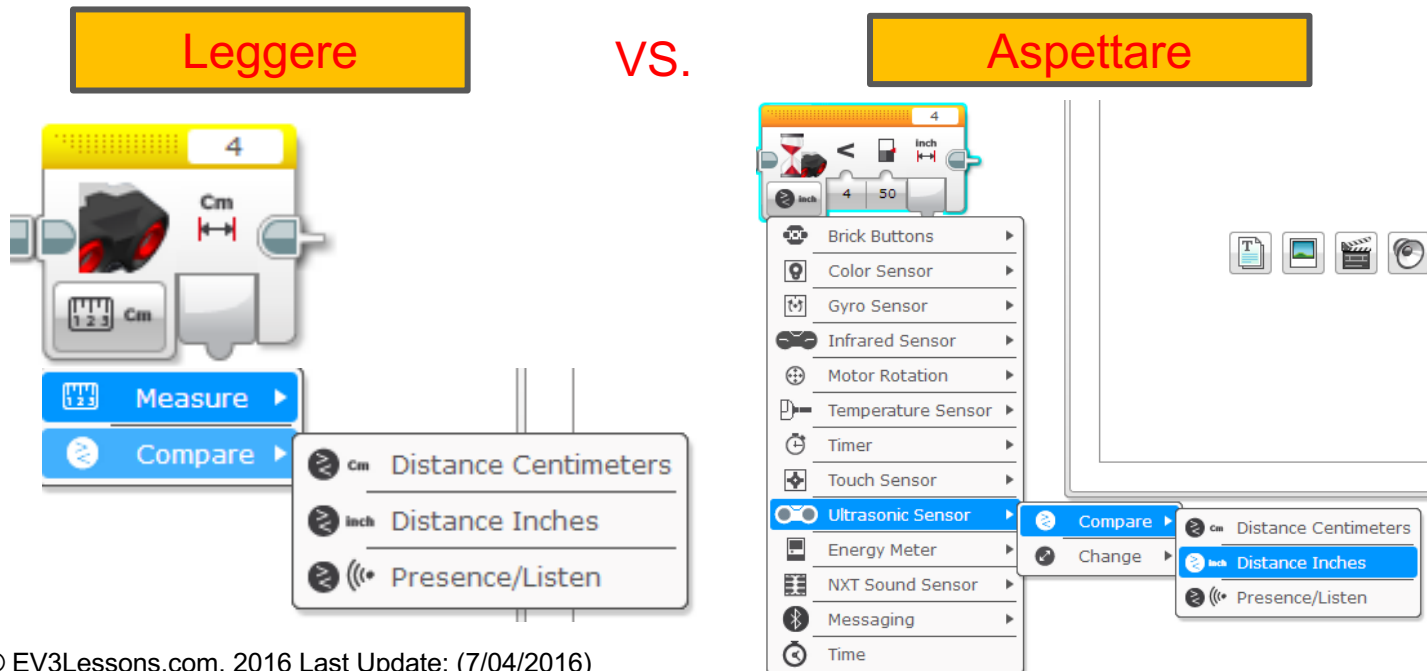 Leggere
VS.
Aspettare
4
Cm
1 2 3
Cm
Measure
Compare
Cm Distance Centimeters
inch Distance Inches
Presence/Listen
4
< inch
inch 4 50
Brick Buttons
Color Sensor
Gyro Sensor
Infrared Sensor
Motor Rotation
Temperature Sensor
Timer
Touch Sensor
Ultrasonic Sensor
Energy Meter
NXT Sound Sensor
Messaging
Time
Compare
Change
Cm Distance Centimeters
inch Distance Inches
Presence/Listen
T
© EV3Lessons.com, 2016 Last Update: (7/04/2016)